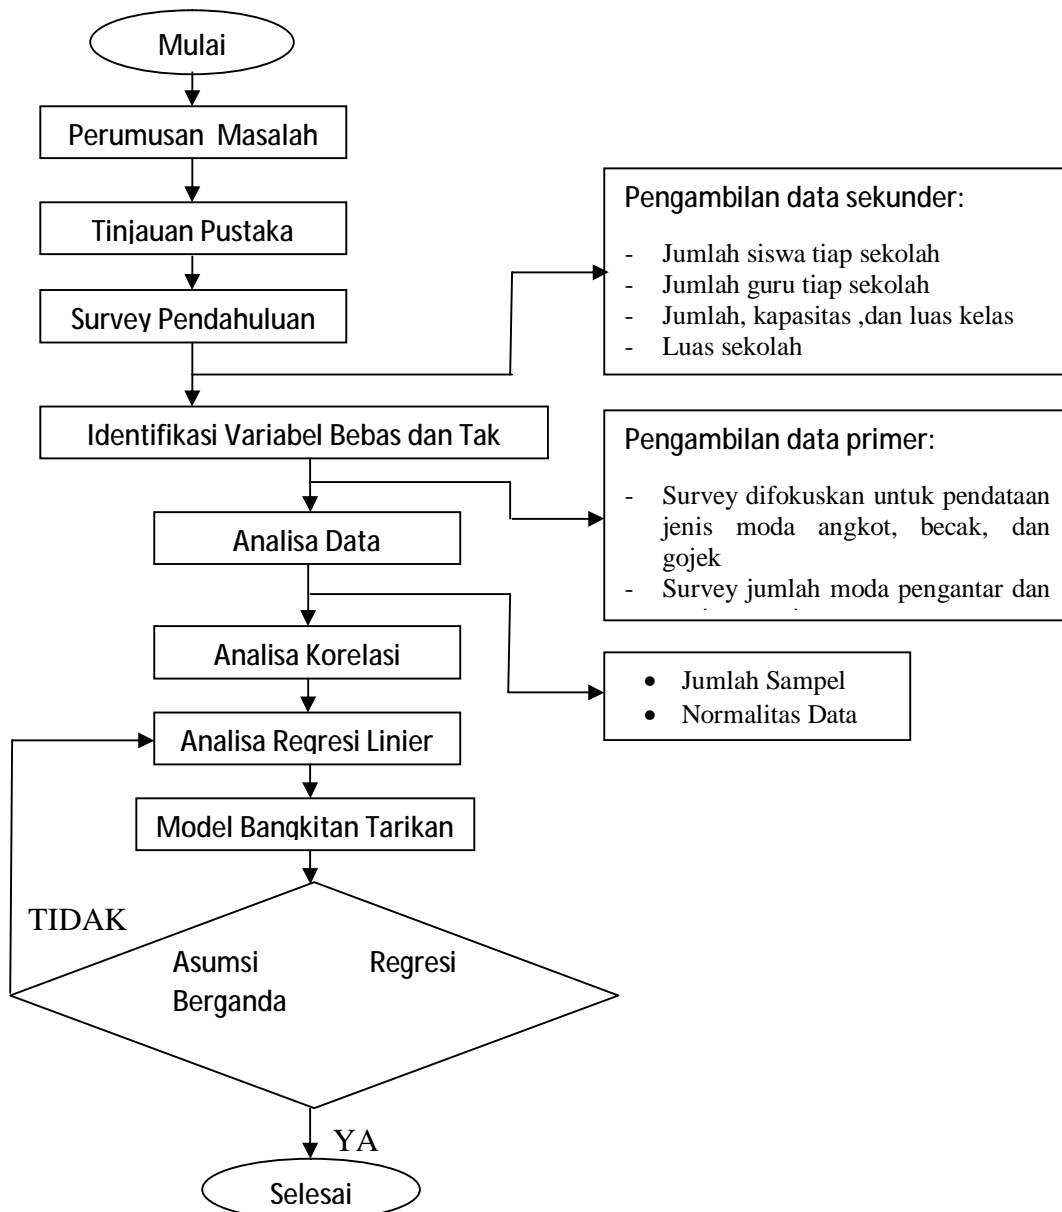 Mulai
Perumusan Masalah
Tinjauan Pustaka
Survey Pendahuluan
Pengambilan data sekunder:
- Jumlah siswa tiap sekolah
- Jumlah guru tiap sekolah
- Jumlah, kapasitas ,dan luas kelas
- Luas sekolah
Identifikasi Variabel Bebas dan Tak
Pengambilan data primer:
- Survey difokuskan untuk pendataan
jenis moda angkot, becak, dan
gojek
- Survey jumlah moda pengantar dan
Analisa Data
Analisa Korelasi
• Jumlah Sampel
• Normalitas Data
Analisa Regresi Linier
Model Bangkitan Tarikan
TIDAK
Asumsi Regresi
Berganda
YA
Selesai